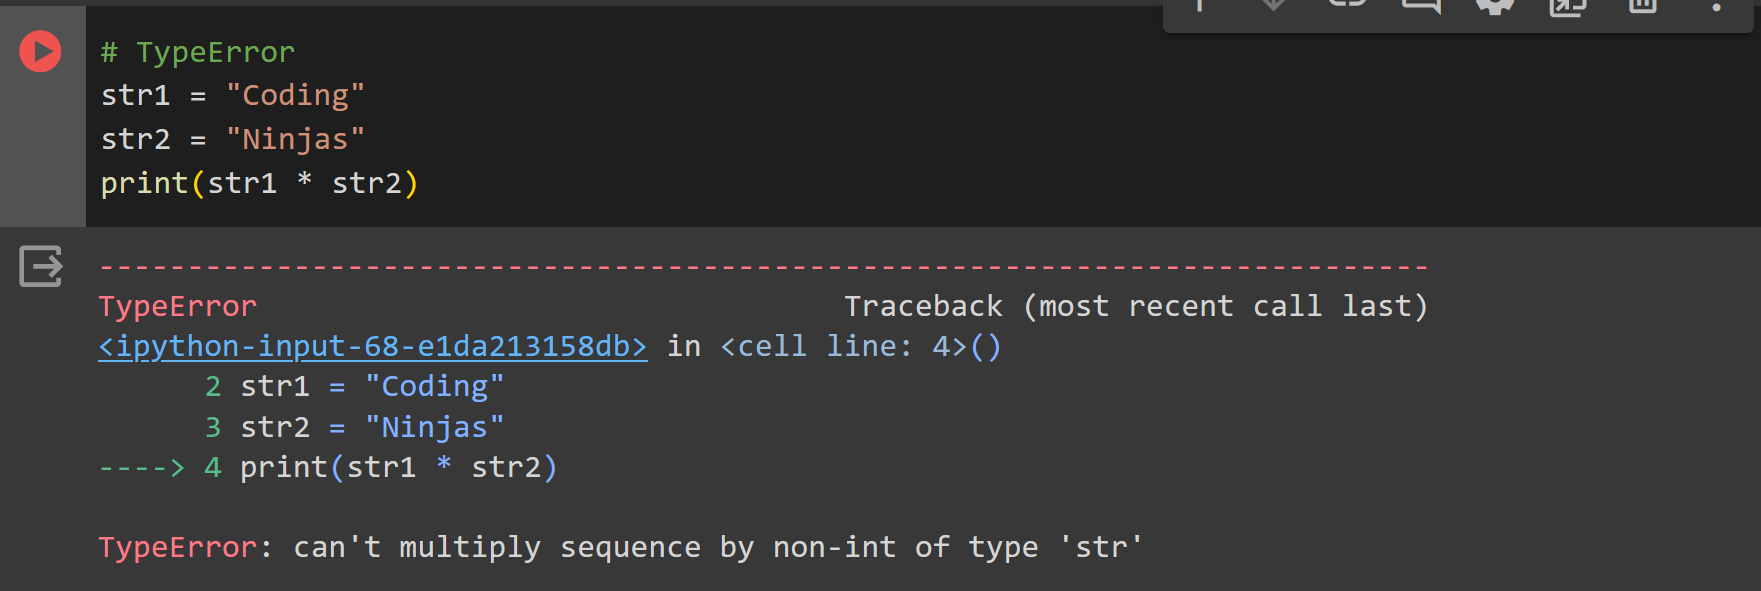 # TypeError
str1 = "Coding"
str2 = "Ninjas"
print(str1 * str2)
---------------------------------------------------------------------------
TypeError                                 Traceback (most recent call last)
<ipython-input-68-e1da213158db> in <cell line: 4>()
      2 str1 = "Coding"
      3 str2 = "Ninjas"
----> 4 print(str1 * str2)

TypeError: can't multiply sequence by non-int of type 'str'